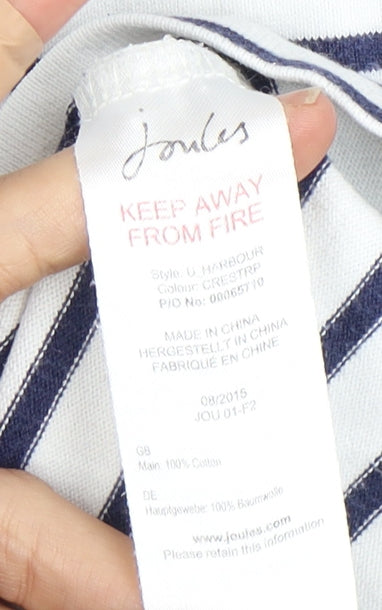 Joules
KEEP AWAY
FROM FIRE
Style: U_HARBOUR
Colour: CRESTRP
P/O No: 00065710
MADE IN CHINA
HERGESTELLT IN CHINA
FABRIQUÉ EN CHINE
08/2015
JOU 01-F2
GB
Main: 100% Cotton
DE
Hauptgewebe: 100% Baumwolle
www.joules.com
Please retain this information